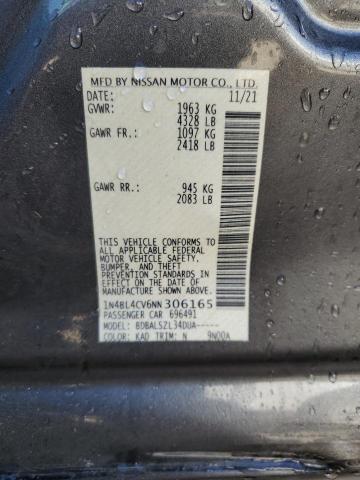 MFD BY NISSAN MOTOR CO., LTD.
DATE: 11/21
GVWR: 1963 KG
4328 LB
GAWR FR.: 1097 KG
2418 LB
GAWR RR.: 945 KG
2083 LB
THIS VEHICLE CONFORMS TO
ALL APPLICABLE FEDERAL
MOTOR VEHICLE SAFETY,
BUMPER, AND THEFT
PREVENTION STANDARDS IN
EFFECT ON THE DATE OF
MANUFACTURE SHOWN ABOVE.
1N4BL4CV6NN306165
PASSENGER CAR 696491
MODEL: BDBALSZL34DUA-----
COLOR: KAD TRIM: N 9N00A